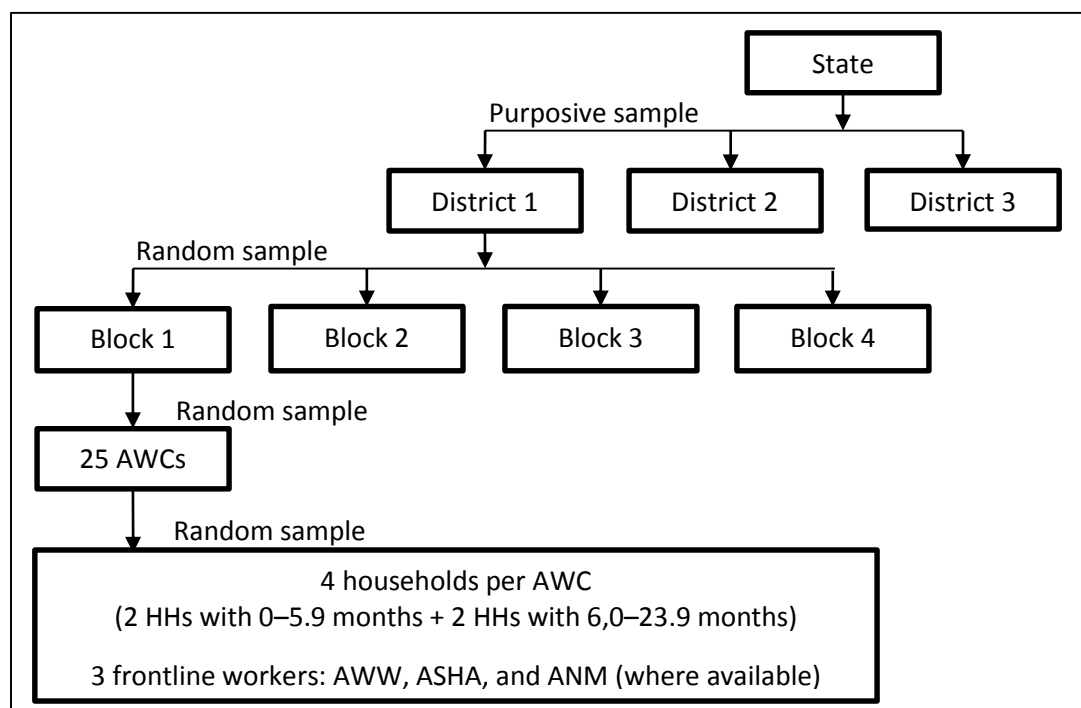 State
Purposive sample
District 1
District 2
District 3
Random sample
Block 1
Block 2
Block 3
Block 4
Random sample
25 AWCs
Random sample
4 households per AWC
(2 HHs with 0–5.9 months + 2 HHs with 6,0–23.9 months)
3 frontline workers: AWW, ASHA, and ANM (where available)